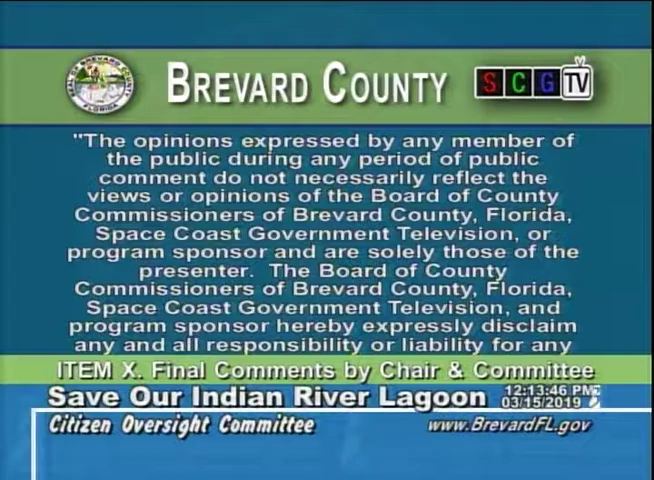 BREVARD COUNTY
SCGTV
"The opinions expressed by any member of
the public during any period of public
comment do not necessarily reflect the
views or opinions of the Board of County
Commissioners of Brevard County, Florida,
Space Coast Government Television, or
program sponsor and are solely those of the
presenter. The Board of County
Commissioners of Brevard County, Florida,
Space Coast Government Television, and
program sponsor hereby expressly disclaim
any and all responsibility or liability for any
ITEM X. Final Comments by Chair & Committee
Save Our Indian River Lagoon
12:13:46 PM
03/15/2019
Citizen Oversight Committee
www.BrevardFL.gov